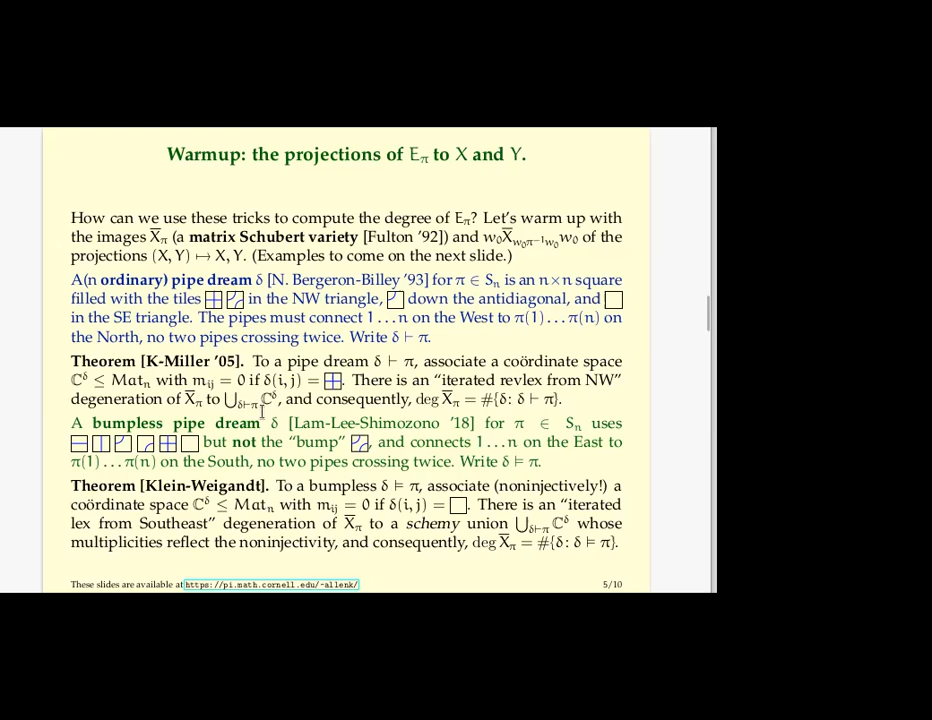 Warmup: the projections of E_π to X and Y.
How can we use these tricks to compute the degree of E_π? Let's warm up with
the images X̅_π (a matrix Schubert variety [Fulton '92]) and w₀X̅_{w₀π⁻¹w₀}w₀ of the
projections (X, Y) ↦ X, Y. (Examples to come on the next slide.)
A(n ordinary) pipe dream δ [N. Bergeron-Billey '93] for π ∈ Sₙ is an n×n square
filled with the tiles in the NW triangle, down the antidiagonal, and
in the SE triangle. The pipes must connect 1...n on the West to π(1)...π(n) on
the North, no two pipes crossing twice. Write δ ⊢ π.
Theorem [K-Miller '05]. To a pipe dream δ ⊢ π, associate a coördinate space
ℂ^δ ≤ Matₙ with m_ij = 0 if δ(i, j) = . There is an “iterated revlex from NW”
degeneration of X̅_π to ⋃_{δ⊢π} ℂ^δ, and consequently, deg X̅_π = #{δ: δ ⊢ π}.
A bumpless pipe dream δ [Lam-Lee-Shimozono '18] for π ∈ Sₙ uses
but not the “bump” , and connects 1...n on the East to
π(1)...π(n) on the South, no two pipes crossing twice. Write δ ⊨ π.
Theorem [Klein-Weigandt]. To a bumpless δ ⊨ π, associate (noninjectively!) a
coördinate space ℂ^δ ≤ Matₙ with m_ij = 0 if δ(i, j) = . There is an “iterated
lex from Southeast” degeneration of X̅_π to a schemy union ⋃_{δ⊨π} ℂ^δ whose
multiplicities reflect the noninjectivity, and consequently, deg X̅_π = #{δ: δ ⊨ π}.
These slides are available at https://pi.math.cornell.edu/~allenk/
5/10